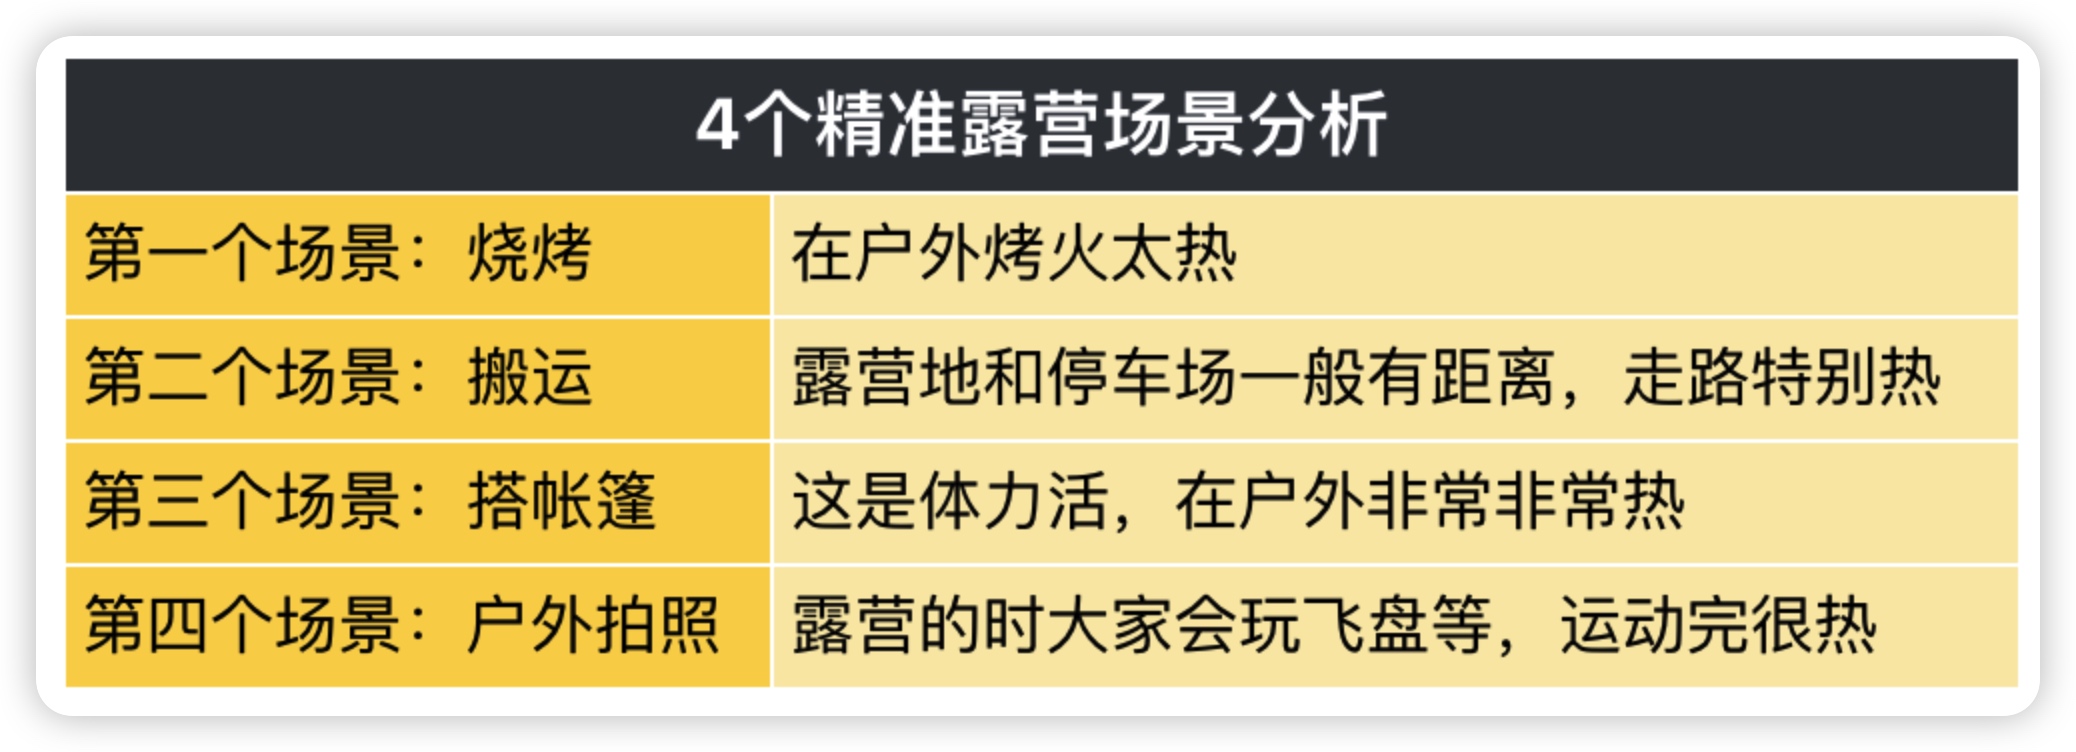 4个精准露营场景分析
第一个场景：烧烤
在户外烤火太热
第二个场景：搬运
露营地和停车场一般有距离，走路特别热
第三个场景：搭帐篷
这是体力活，在户外非常非常热
第四个场景：户外拍照
露营的时大家会玩飞盘等，运动完很热